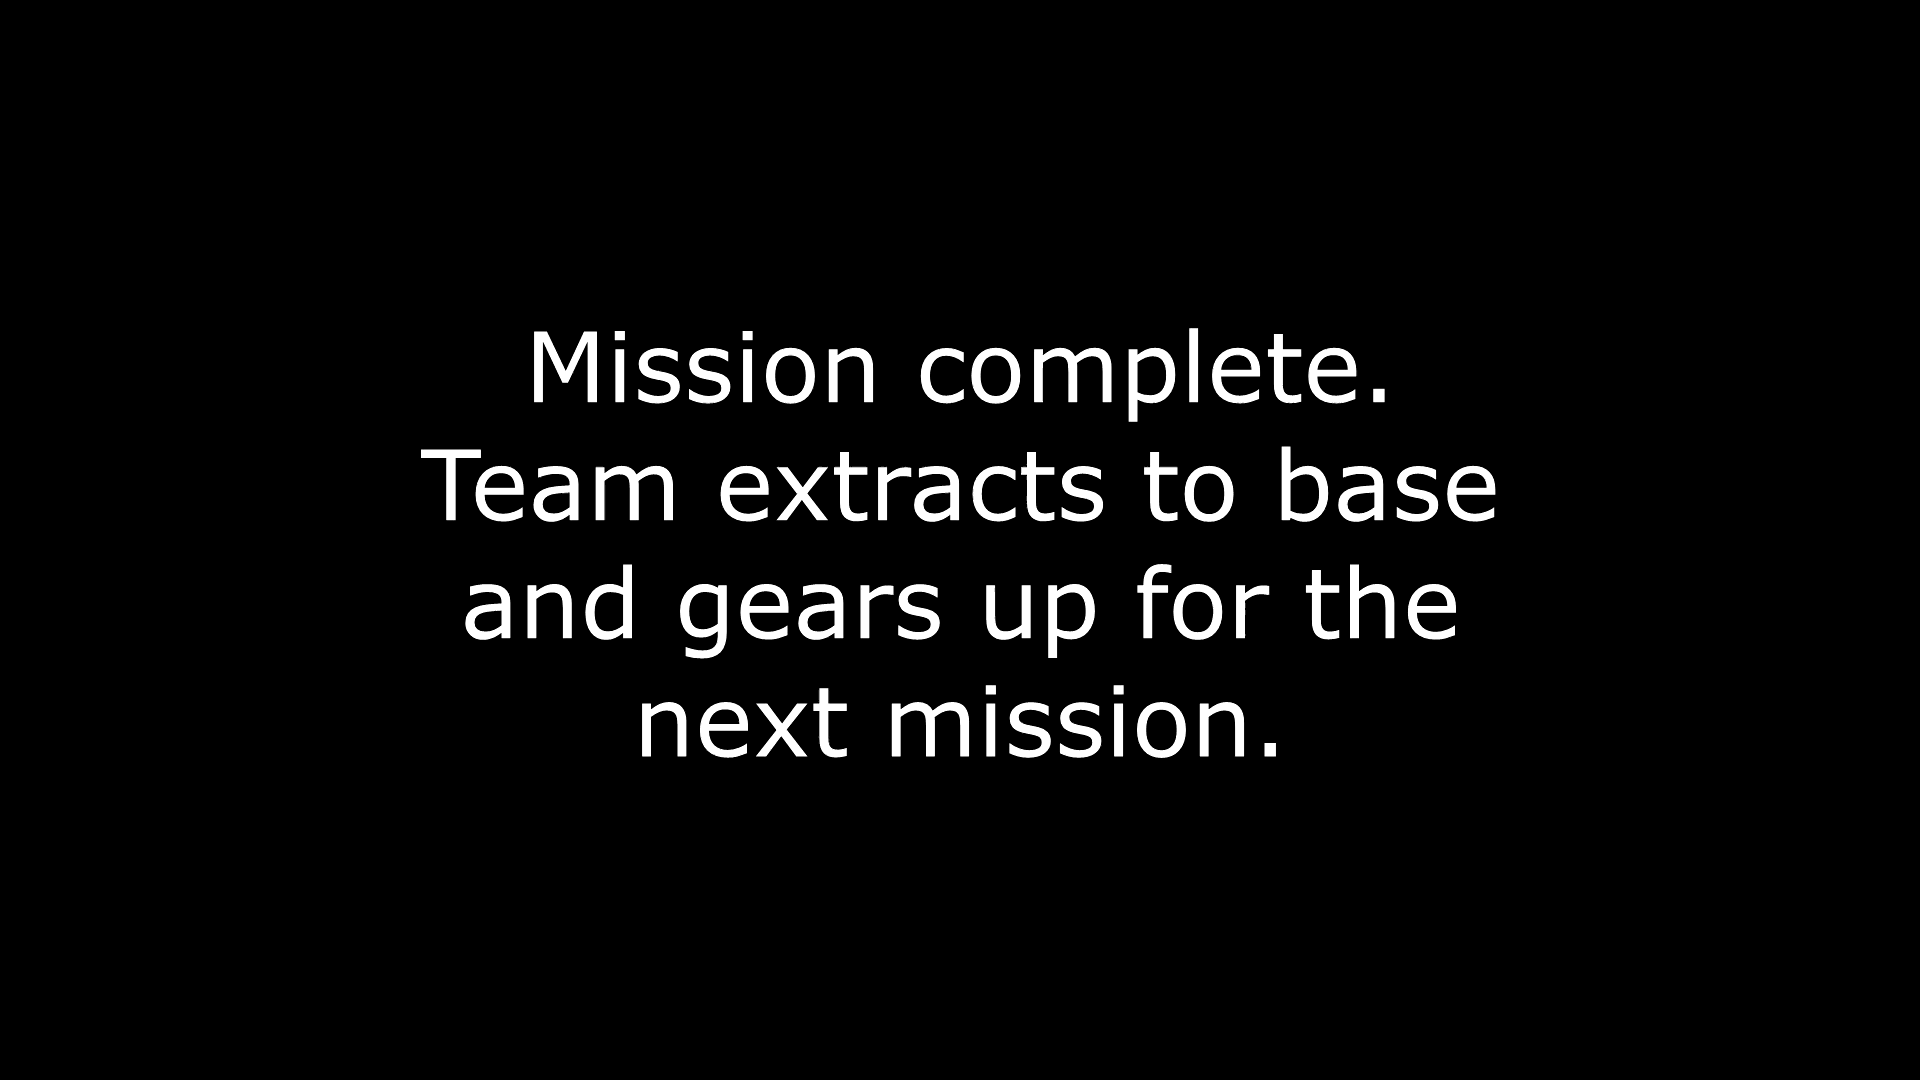 Mission complete.
Team extracts to base
and gears up for the
next mission.